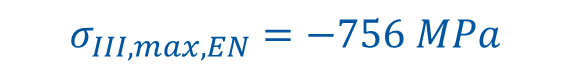 σ_{III,max,EN} = −756 MPa